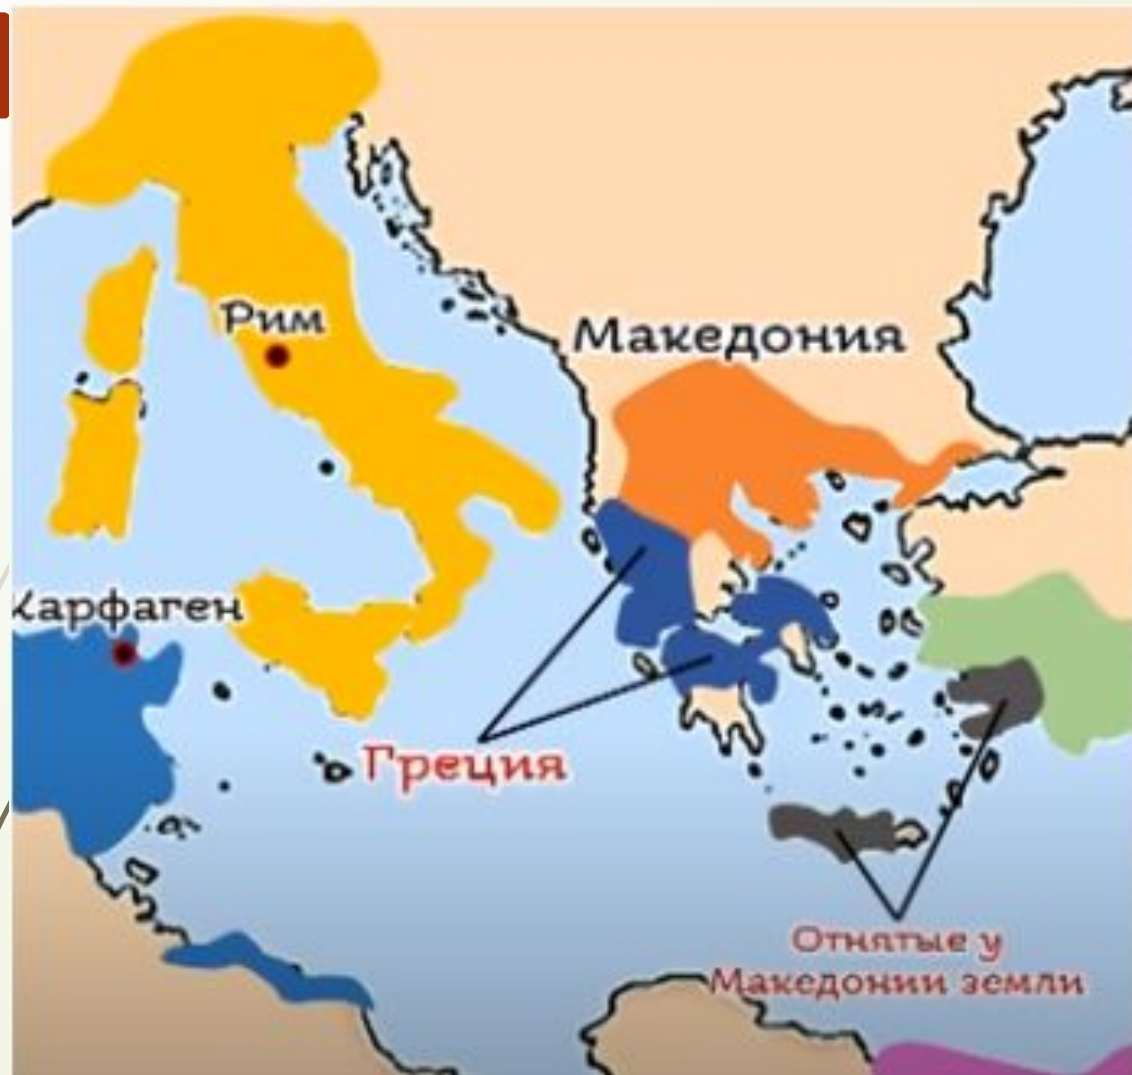 Рим
Македония
Карфаген
Греция
Отнятые у
Македонии земли